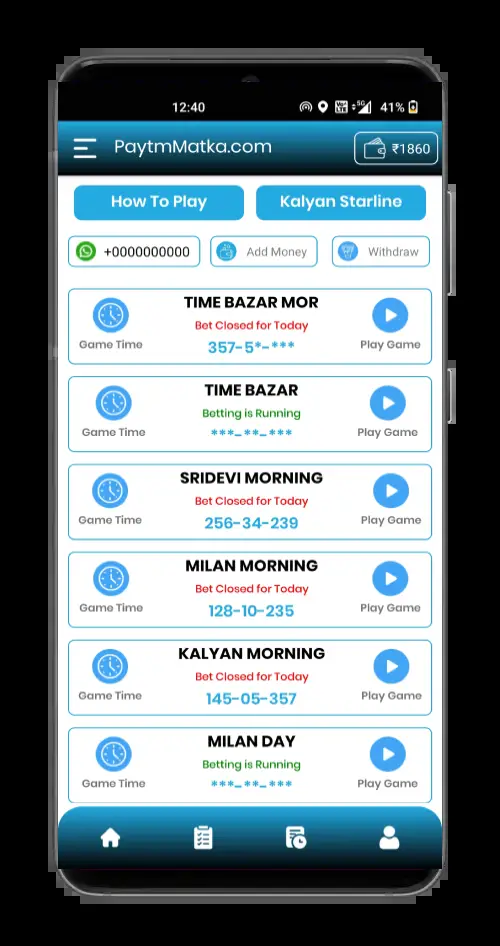 12:40 5G 41%
PaytmMatka.com ₹1860
How To Play Kalyan Starline
+0000000000 Add Money Withdraw
TIME BAZAR MOR
Bet Closed for Today
Game Time 357-5*-*** Play Game
TIME BAZAR
Betting is Running
Game Time ***-**-*** Play Game
SRIDEVI MORNING
Bet Closed for Today
Game Time 256-34-239 Play Game
MILAN MORNING
Bet Closed for Today
Game Time 128-10-235 Play Game
KALYAN MORNING
Bet Closed for Today
Game Time 145-05-357 Play Game
MILAN DAY
Betting is Running
Game Time ***-**-*** Play Game